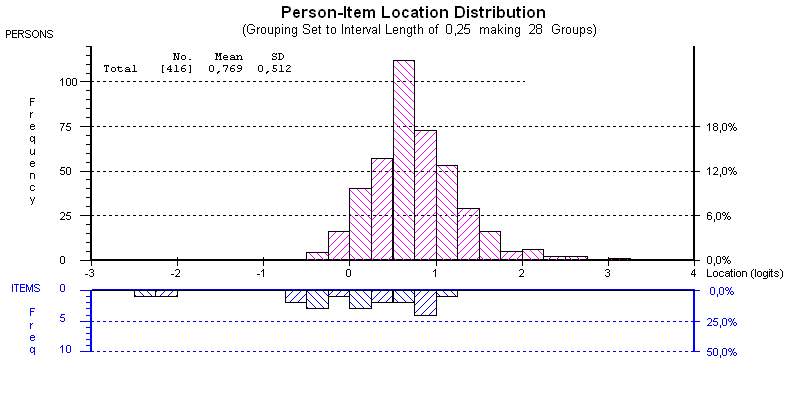 Person-Item Location Distribution
(Grouping Set to Interval Length of 0,25 making 28 Groups)
PERSONS
No. Mean SD
Total [416] 0,769 0,512
Frequency
100
75 18,0%
50 12,0%
25 6,0%
0 0,0%
-3 -2 -1 0 1 2 3 4 Location (logits)
ITEMS 0 0,0%
Freq
5 25,0%
10 50,0%